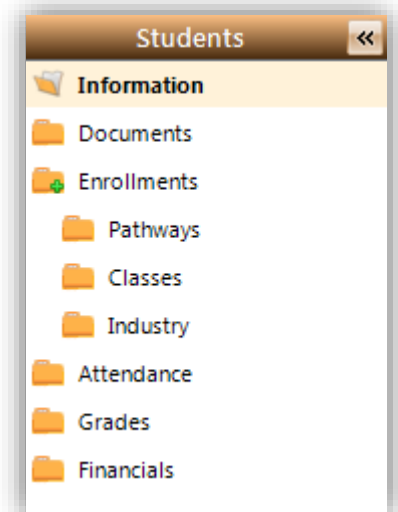 Students «
Information
Documents
Enrollments
Pathways
Classes
Industry
Attendance
Grades
Financials